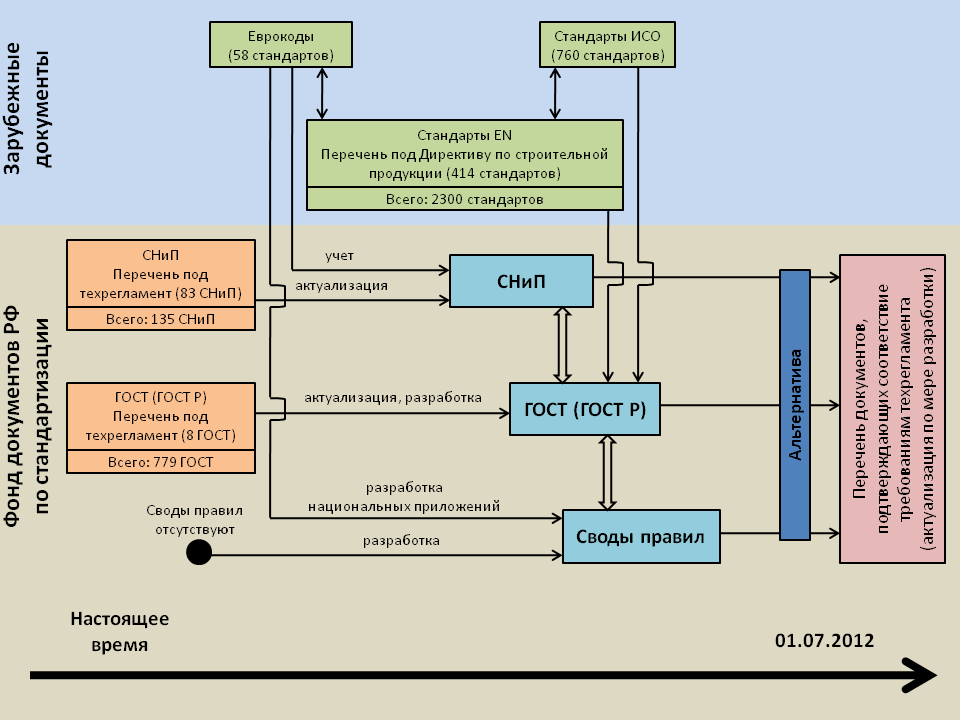 Зарубежные
документы
Еврокоды
(58 стандартов)
Стандарты ИСО
(760 стандартов)
Стандарты EN
Перечень под Директиву по строительной
продукции (414 стандартов)
Всего: 2300 стандартов
Фонд документов РФ
по стандартизации
СНиП
Перечень под
техрегламент (83 СНиП)
Всего: 135 СНиП
учет
актуализация
СНиП
ГОСТ (ГОСТ Р)
Перечень под
техрегламент (8 ГОСТ)
Всего: 779 ГОСТ
актуализация, разработка
ГОСТ (ГОСТ Р)
Своды правил
отсутствуют
разработка
национальных приложений
разработка
Своды правил
Альтернатива
Перечень документов,
подтверждающих соответствие
требованиям техрегламента
(актуализация по мере разработки)
Настоящее
время
01.07.2012